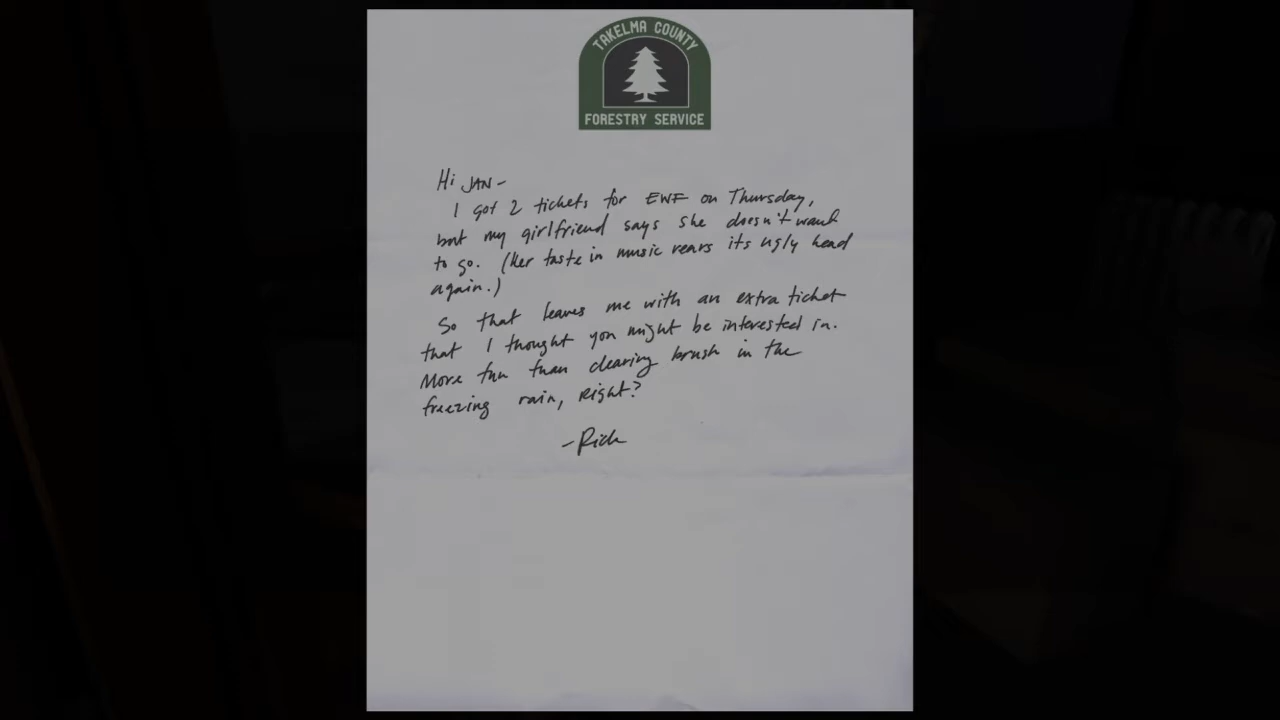 TAKELMA COUNTY
FORESTRY SERVICE
Hi JAN-
I got 2 tickets for EWF on Thursday,
but my girlfriend says she doesn't want
to go. (Her taste in music rears its ugly head
again.)
So that leaves me with an extra ticket
that I thought you might be interested in.
More fun than clearing brush in the
freezing rain, Right?
-Rich